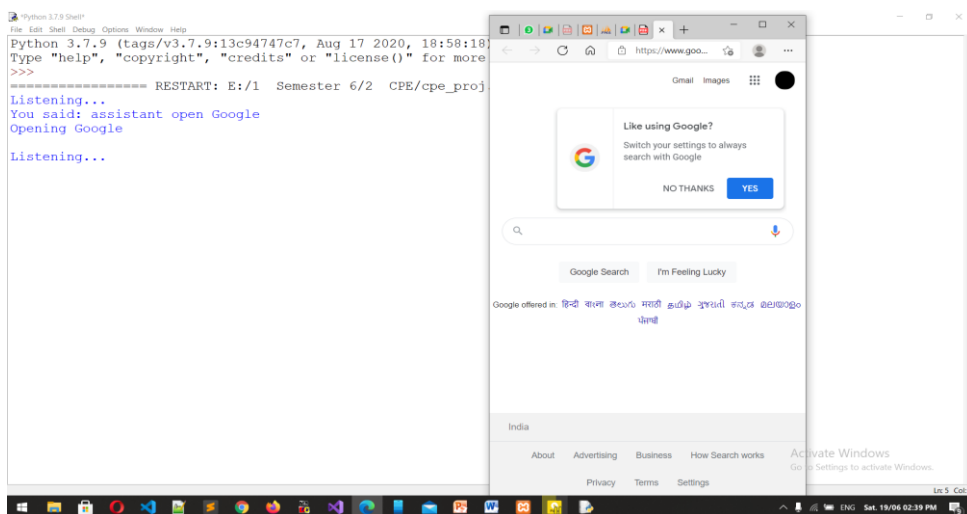 *Python 3.7.9 Shell*
File Edit Shell Debug Options Window Help
Python 3.7.9 (tags/v3.7.9:13c94747c7, Aug 17 2020, 18:58:18)
Type "help", "copyright", "credits" or "license()" for more
>>>
================= RESTART: E:/1 Semester 6/2 CPE/cpe_proj
Listening...
You said: assistant open Google
Opening Google
Listening...
https://www.goo...
Gmail Images
Like using Google?
Switch your settings to always
search with Google
NO THANKS YES
Google Search I'm Feeling Lucky
Google offered in: हिन्दी বাংলা తెలుగు मराठी தமிழ் ગુજરાતી ಕನ್ನಡ മലയാളം
ਪੰਜਾਬੀ
India
About Advertising Business How Search works
Privacy Terms Settings
Activate Windows
Go to Settings to activate Windows.
Ln: 5 Col:
ENG Sat. 19/06 02:39 PM